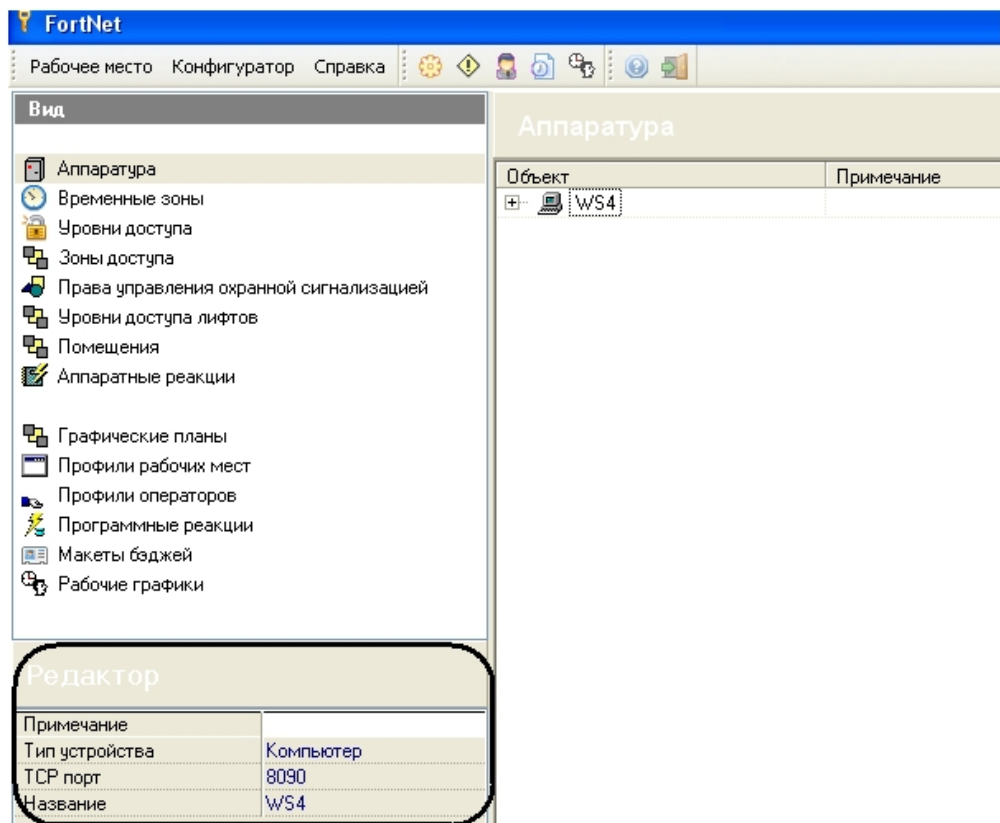 FortNet
Рабочее место Конфигуратор Справка
Вид
Аппаратура
Временные зоны
Уровни доступа
Зоны доступа
Права управления охранной сигнализацией
Уровни доступа лифтов
Помещения
Аппаратные реакции
Графические планы
Профили рабочих мест
Профили операторов
Программные реакции
Макеты бэджей
Рабочие графики
Редактор
Примечание
Тип устройства Компьютер
TCP порт 8090
Название WS4
Аппаратура
Объект Примечание
WS4